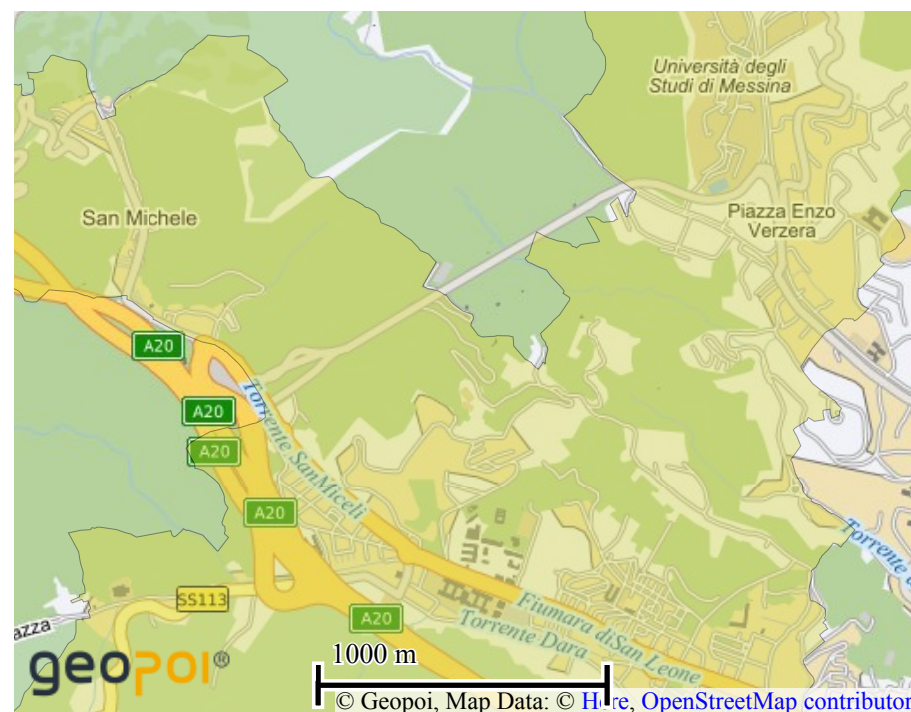 Università degli
Studi di Messina
San Michele
Piazza Enzo
Verzera
A20
A20
A20
Torrente SanMiceli
A20
Torrente
SS113
Fiumara diSan Leone
A20
Torrente Dara
azza
geopoi®
1000 m
© Geopoi, Map Data: © Here, OpenStreetMap contributor